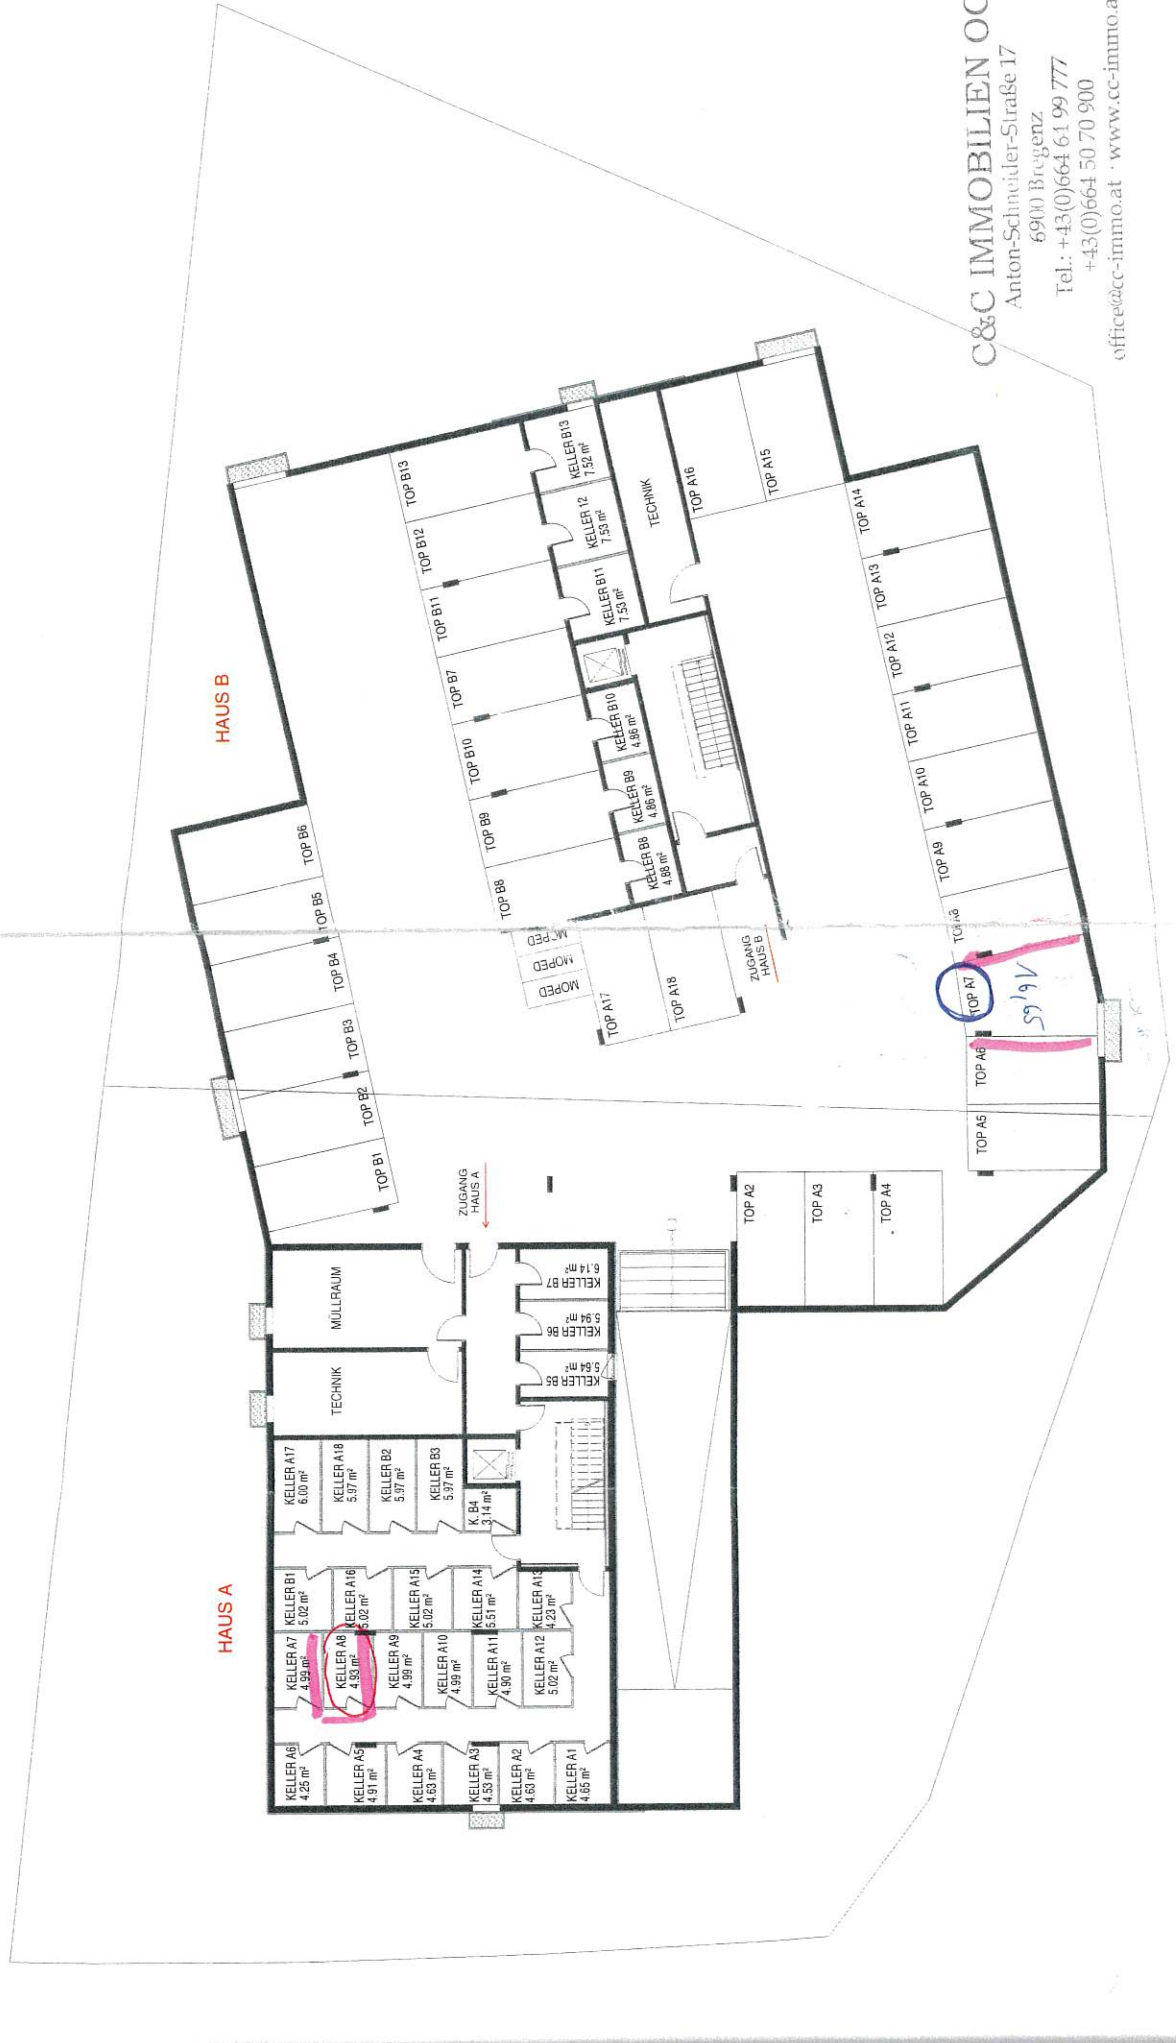 HAUS A
KELLER A6
4.25 m²
KELLER A5
4.91 m²
KELLER A4
4.63 m²
KELLER A3
4.53 m²
KELLER A2
4.63 m²
KELLER A1
4.65 m²
KELLER A7
4.99 m²
KELLER A8
4.93 m²
KELLER A9
4.99 m²
KELLER A10
4.99 m²
KELLER A11
4.90 m²
KELLER A12
5.02 m²
KELLER B1
5.02 m²
KELLER A16
5.02 m²
KELLER A15
5.02 m²
KELLER A14
5.51 m²
KELLER A13
4.23 m²
KELLER A17
6.00 m²
KELLER A18
5.97 m²
KELLER B2
5.97 m²
KELLER B3
5.97 m²
K. B4
3.14 m²
TECHNIK
MÜLLRAUM
KELLER B5
5.64 m²
KELLER B6
5.94 m²
KELLER B7
6.14 m²
ZUGANG
HAUS A
HAUS B
TOP B1
TOP B2
TOP B3
TOP B4
TOP B5
TOP B6
MOPED
MOPED
MOPED
TOP B8
TOP B9
TOP B10
TOP B7
TOP B11
TOP B12
TOP B13
KELLER B8
4.88 m²
KELLER B9
4.86 m²
KELLER B10
4.86 m²
KELLER B11
7.53 m²
KELLER 12
7.53 m²
KELLER B13
7.52 m²
TECHNIK
TOP A17
TOP A18
ZUGANG
HAUS B
TOP A16
TOP A15
TOP A2
TOP A3
TOP A4
TOP A5
TOP A6
TOP A7
16,65
TOP A8
TOP A9
TOP A10
TOP A11
TOP A12
TOP A13
TOP A14
C&C IMMOBILIEN OG
Anton-Schneider-Straße 17
6900 Bregenz
Tel.: +43(0)664 61 99 777
+43(0)664 50 70 900
office@cc-immo.at · www.cc-immo.a